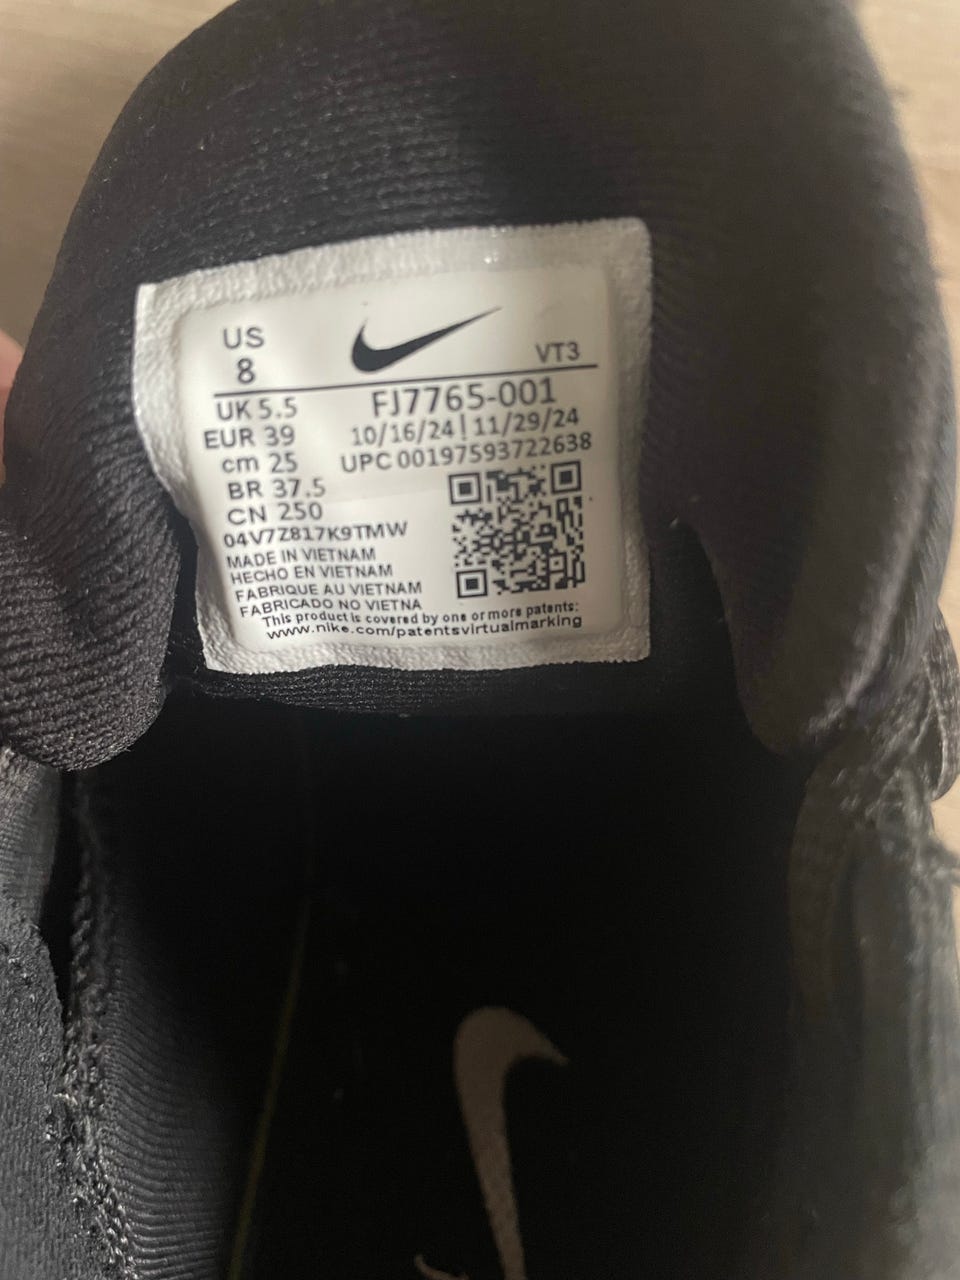 US
8
VT3
UK 5.5
FJ7765-001
EUR 39
10/16/24 | 11/29/24
cm 25
UPC 00197593722638
BR 37.5
CN 250
04V7Z817K9TMW
MADE IN VIETNAM
HECHO EN VIETNAM
FABRIQUE AU VIETNAM
FABRICADO NO VIETNA
This product is covered by one or more patents:
www.nike.com/patentsvirtualmarking